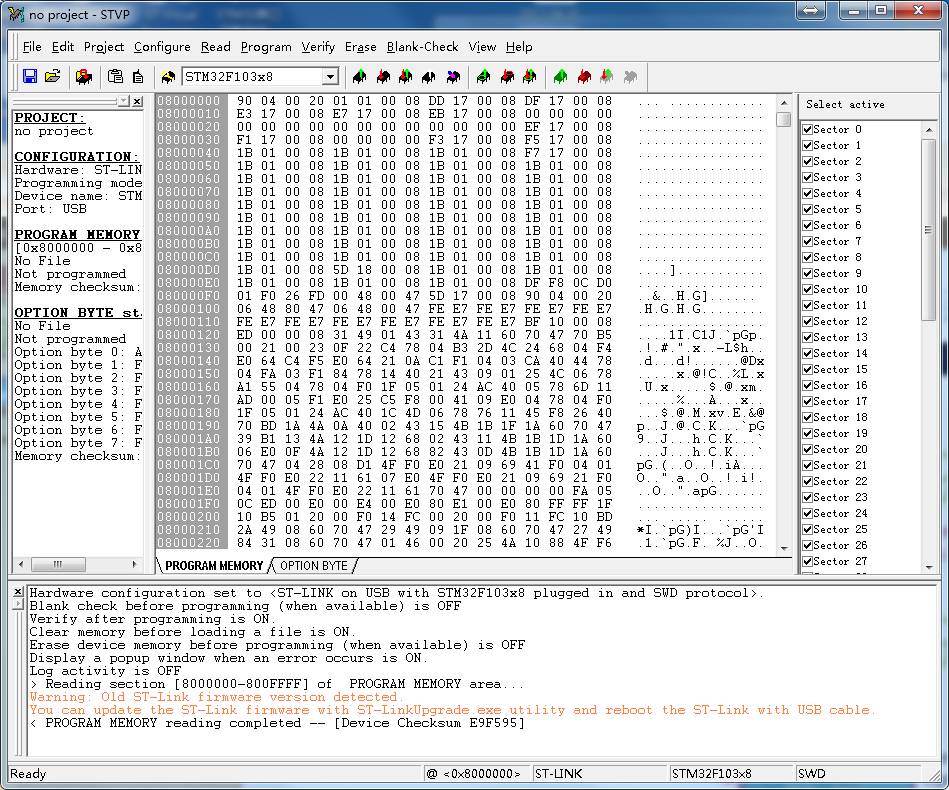 no project - STVP
File Edit Project Configure Read Program Verify Erase Blank-Check View Help
STM32F103x8
PROJECT:
no project
CONFIGURATION:
Hardware: ST-LIN
Programming mode
Device name: STM
Port: USB
PROGRAM MEMORY
[0x8000000 - 0x8
No File
Not programmed
Memory checksum:
OPTION BYTE st.
No File
Not programmed
Option byte 0: A
Option byte 1: F
Option byte 2: F
Option byte 3: F
Option byte 4: F
Option byte 5: F
Option byte 6: F
Option byte 7: F
Memory checksum:
08000000 90 04 00 20 01 01 00 08 DD 17 00 08 DF 17 00 08
08000010 E3 17 00 08 E7 17 00 08 EB 17 00 08 00 00 00 00
08000020 00 00 00 00 00 00 00 00 00 00 00 00 EF 17 00 08
08000030 F1 17 00 08 00 00 00 00 F3 17 00 08 F5 17 00 08
08000040 1B 01 00 08 1B 01 00 08 1B 01 00 08 F7 17 00 08
08000050 1B 01 00 08 1B 01 00 08 1B 01 00 08 1B 01 00 08
08000060 1B 01 00 08 1B 01 00 08 1B 01 00 08 1B 01 00 08
08000070 1B 01 00 08 1B 01 00 08 1B 01 00 08 1B 01 00 08
08000080 1B 01 00 08 1B 01 00 08 1B 01 00 08 1B 01 00 08
08000090 1B 01 00 08 1B 01 00 08 1B 01 00 08 1B 01 00 08
080000A0 1B 01 00 08 1B 01 00 08 1B 01 00 08 1B 01 00 08
080000B0 1B 01 00 08 1B 01 00 08 1B 01 00 08 1B 01 00 08
080000C0 1B 01 00 08 1B 01 00 08 1B 01 00 08 1B 01 00 08
080000D0 1B 01 00 08 5D 18 00 08 1B 01 00 08 1B 01 00 08 ....]...........
080000E0 1B 01 00 08 1B 01 00 08 1B 01 00 08 DF F8 0C D0
080000F0 01 F0 26 FD 00 48 00 47 5D 17 00 08 90 04 00 20 ..&..H.G].......
08000100 06 48 80 47 06 48 00 47 FE E7 FE E7 FE E7 FE E7 .H.G.H.G........
08000110 FE E7 FE E7 FE E7 FE E7 FE E7 FE E7 BF 10 00 08
08000120 ED 00 00 08 31 49 01 43 31 4A 11 60 70 47 70 B5 ....1I.C1J.`pGp.
08000130 00 21 00 23 0F 22 C4 78 04 B3 2D 4C 24 68 04 F4 .!.#.".x..-L$h..
08000140 E0 64 C4 F5 E0 64 21 0A C1 F1 04 03 CA 40 44 78 .d...d!......@Dx
08000150 04 FA 03 F1 84 78 14 40 21 43 09 01 25 4C 06 78 .....x.@!C..%L.x
08000160 A1 55 04 78 04 F0 1F 05 01 24 AC 40 05 78 6D 11 .U.x.....$.@.xm.
08000170 AD 00 05 F1 E0 25 C5 F8 00 41 09 E0 04 78 04 F0 .....%...A...x..
08000180 1F 05 01 24 AC 40 1C 4D 06 78 76 11 45 F8 26 40 ...$.@.M.xv.E.&@
08000190 70 BD 1A 4A 0A 40 02 43 15 4B 1B 1F 1A 60 70 47 p..J.@.C.K...`pG
080001A0 39 B1 13 4A 12 1D 12 68 02 43 11 4B 1B 1D 1A 60 9..J...h.C.K...`
080001B0 06 E0 0F 4A 12 1D 12 68 82 43 0D 4B 1B 1D 1A 60 ...J...h.C.K...`
080001C0 70 47 04 28 08 D1 4F F0 E0 21 09 69 41 F0 04 01 pG.(..O..!.iA...
080001D0 4F F0 E0 22 11 61 07 E0 4F F0 E0 21 09 69 21 F0 O..".a..O..!.i!.
080001E0 04 01 4F F0 E0 22 11 61 70 47 00 00 00 00 FA 05 ..O..".apG......
080001F0 0C ED 00 E0 00 E4 00 E0 80 E1 00 E0 80 FF FF 1F
08000200 10 B5 01 20 00 F0 14 FC 00 20 00 F0 11 FC 10 BD
08000210 2A 49 08 60 70 47 29 49 09 1F 08 60 70 47 27 49 *I.`pG)I...`pG'I
08000220 84 31 08 60 70 47 01 46 00 20 25 4A 10 88 4F F6 .1.`pG.F. %J..O.
PROGRAM MEMORY OPTION BYTE
Select active
Sector 0
Sector 1
Sector 2
Sector 3
Sector 4
Sector 5
Sector 6
Sector 7
Sector 8
Sector 9
Sector 10
Sector 11
Sector 12
Sector 13
Sector 14
Sector 15
Sector 16
Sector 17
Sector 18
Sector 19
Sector 20
Sector 21
Sector 22
Sector 23
Sector 24
Sector 25
Sector 26
Sector 27
Hardware configuration set to <ST-LINK on USB with STM32F103x8 plugged in and SWD protocol>.
Blank check before programming (when available) is OFF
Verify after programming is ON.
Clear memory before loading a file is ON.
Erase device memory before programming (when available) is OFF
Display a popup window when an error occurs is ON.
Log activity is OFF
> Reading section [8000000-800FFFF] of  PROGRAM MEMORY area...
Warning: Old ST-Link firmware version detected.
You can update the ST-Link firmware with ST-LinkUpgrade.exe utility and reboot the ST-Link with USB cable.
< PROGRAM MEMORY reading completed -- [Device Checksum E9F595]
Ready @ <0x8000000> ST-LINK STM32F103x8 SWD